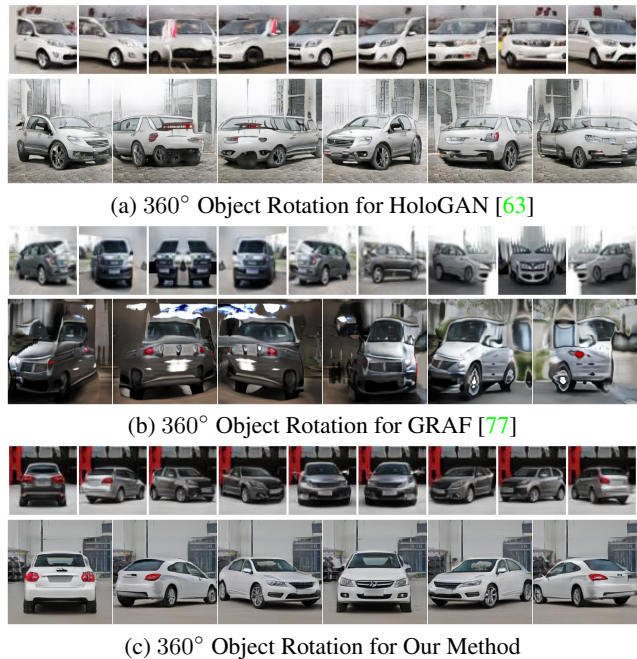 (a) 360° Object Rotation for HoloGAN [63]
(b) 360° Object Rotation for GRAF [77]
(c) 360° Object Rotation for Our Method